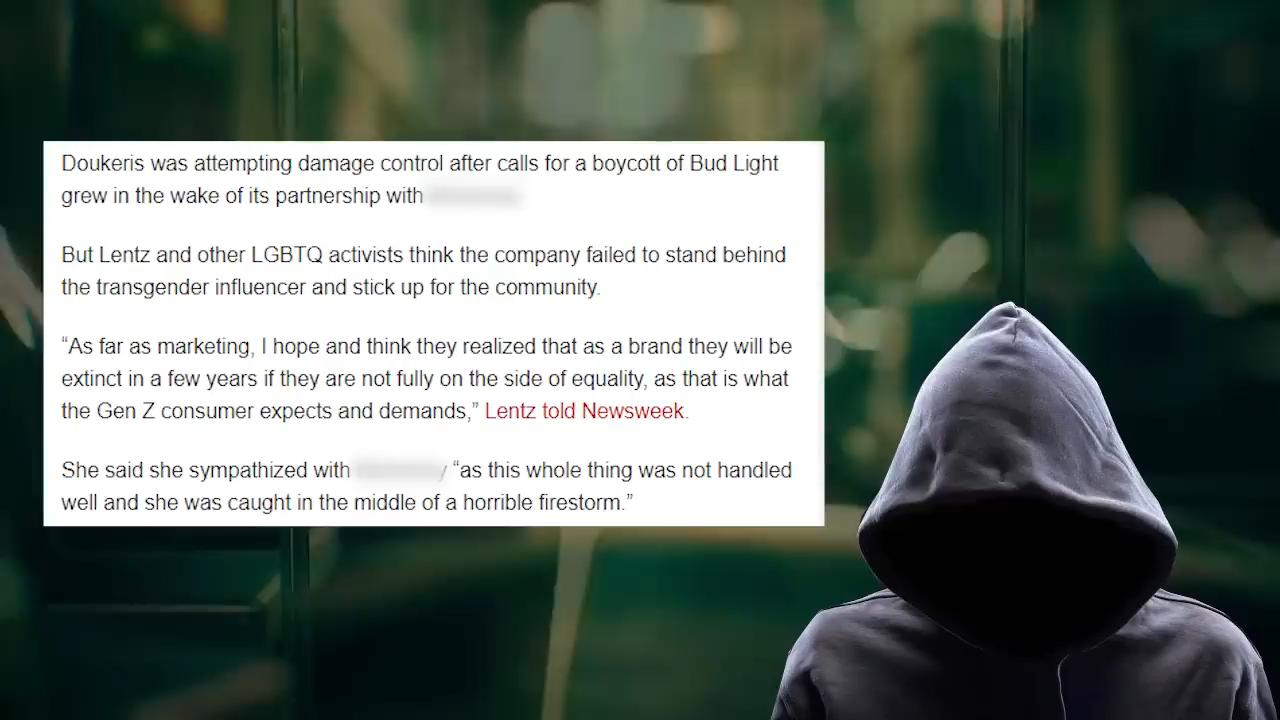 Doukeris was attempting damage control after calls for a boycott of Bud Light
grew in the wake of its partnership with
But Lentz and other LGBTQ activists think the company failed to stand behind
the transgender influencer and stick up for the community.
“As far as marketing, I hope and think they realized that as a brand they will be
extinct in a few years if they are not fully on the side of equality, as that is what
the Gen Z consumer expects and demands,” Lentz told Newsweek.
She said she sympathized with “as this whole thing was not handled
well and she was caught in the middle of a horrible firestorm.”